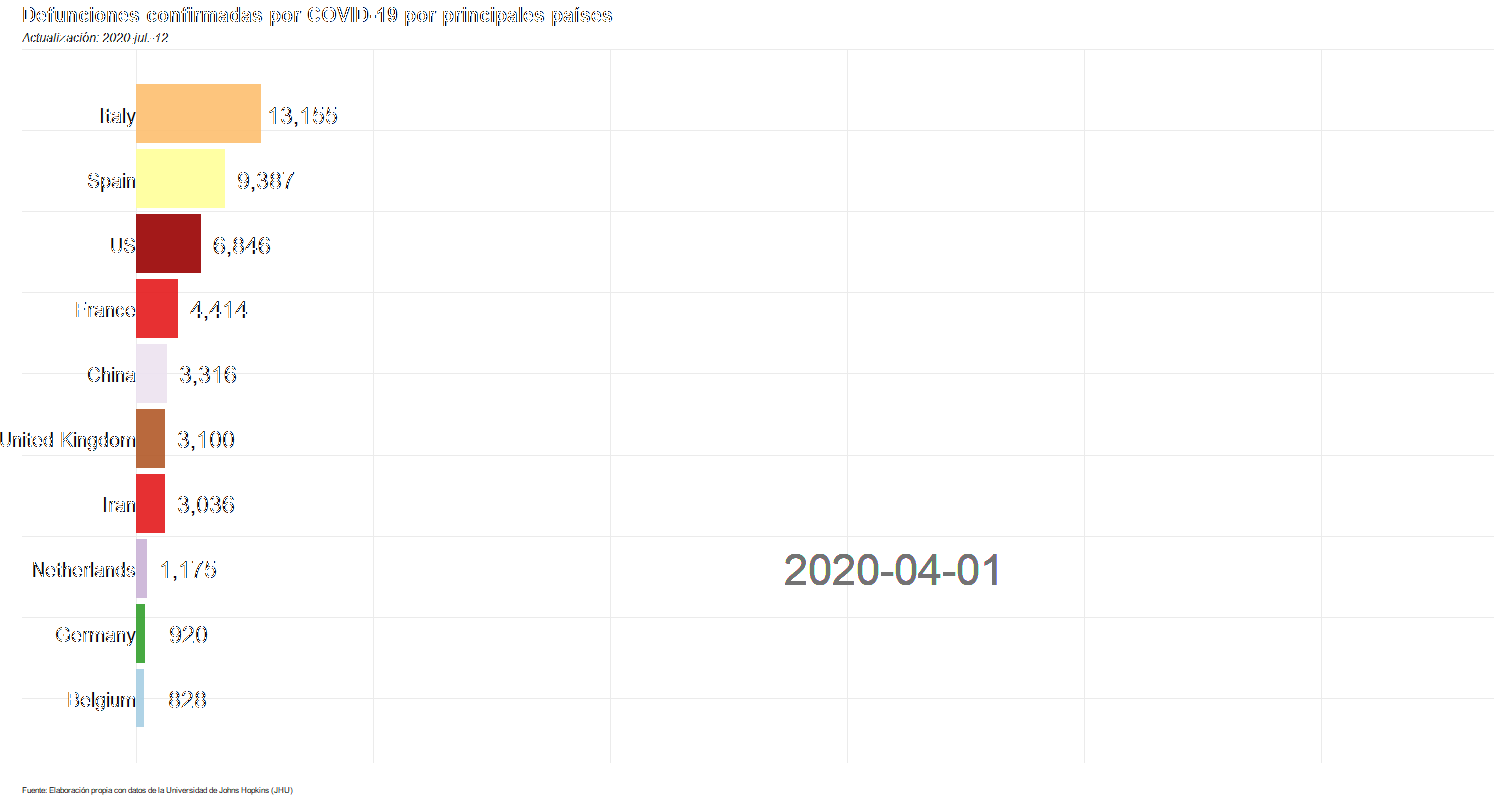 Defunciones confirmadas por COVID-19 por principales países
Actualización: 2020-jul.-12
Italy 13,155
Spain 9,387
US 6,846
France 4,414
China 3,316
United Kingdom 3,100
Iran 3,036
Netherlands 1,175
2020-04-01
Germany 920
Belgium 828
Fuente: Elaboración propia con datos de la Universidad de Johns Hopkins (JHU)